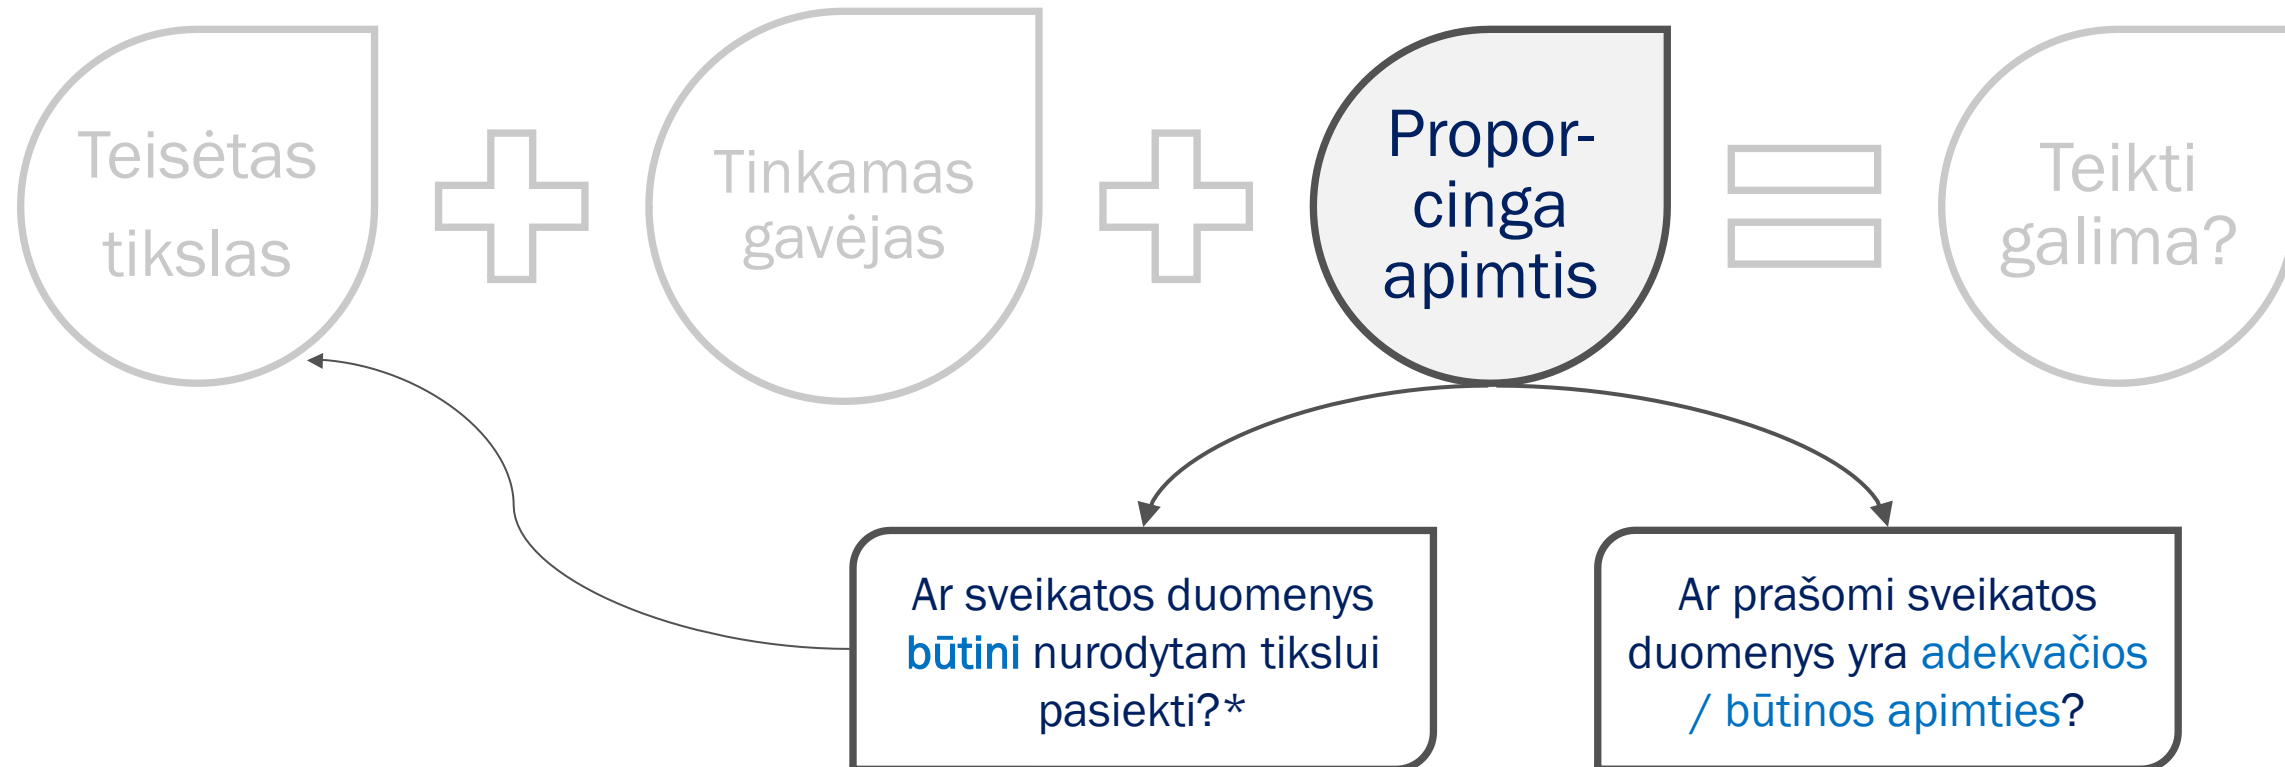 Teisėtas
tikslas
Tinkamas
gavėjas
Propor-
cinga
apimtis
Teikti
galima?
Ar sveikatos duomenys
būtini nurodytam tikslui
pasiekti?*
Ar prašomi sveikatos
duomenys yra adekvačios
/ būtinos apimties?